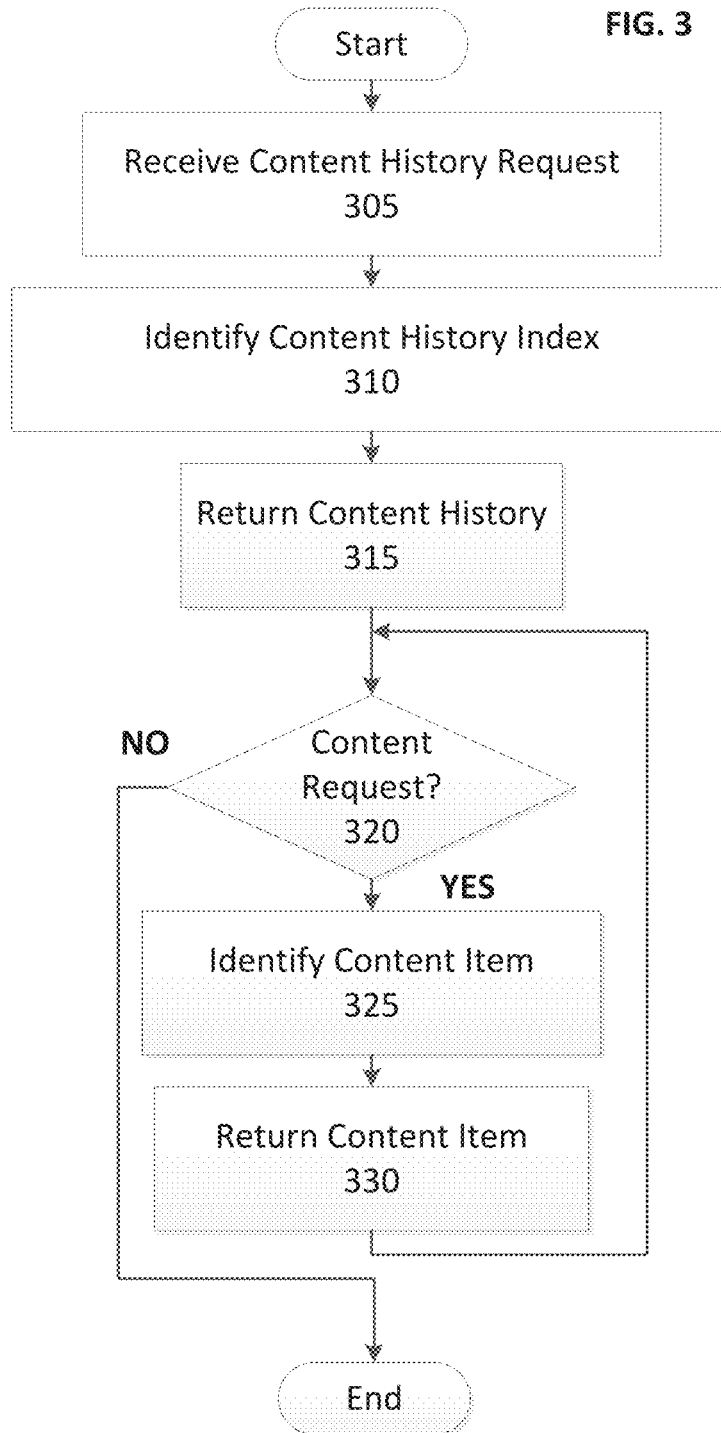 FIG. 3
Start
Receive Content History Request
305
Identify Content History Index
310
Return Content History
315
NO
Content
Request?
320
YES
Identify Content Item
325
Return Content Item
330
End